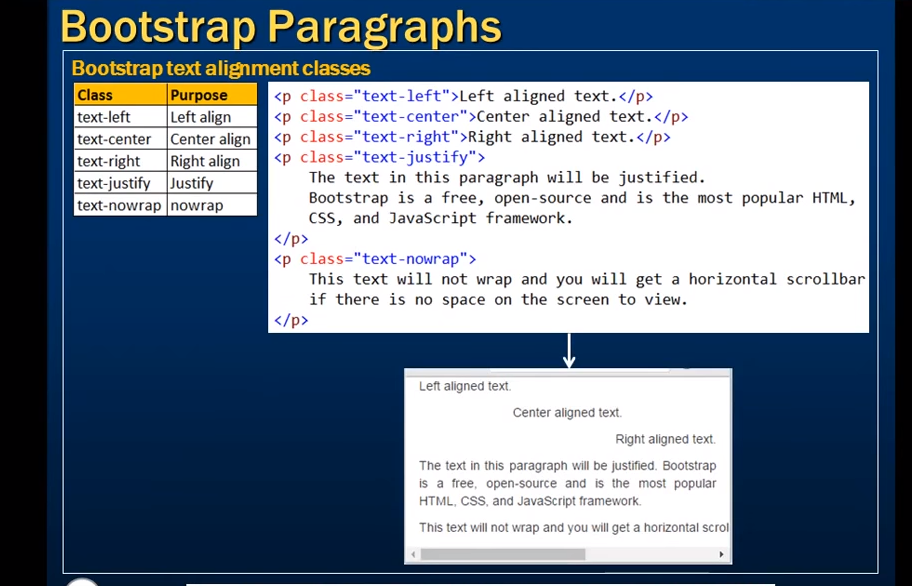 Bootstrap Paragraphs
Bootstrap text alignment classes
Class Purpose
text-left Left align
text-center Center align
text-right Right align
text-justify Justify
text-nowrap nowrap
<p class="text-left">Left aligned text.</p>
<p class="text-center">Center aligned text.</p>
<p class="text-right">Right aligned text.</p>
<p class="text-justify">
The text in this paragraph will be justified.
Bootstrap is a free, open-source and is the most popular HTML,
CSS, and JavaScript framework.
</p>
<p class="text-nowrap">
This text will not wrap and you will get a horizontal scrollbar
if there is no space on the screen to view.
</p>
Left aligned text.
Center aligned text.
Right aligned text.
The text in this paragraph will be justified. Bootstrap
is a free, open-source and is the most popular
HTML, CSS, and JavaScript framework.
This text will not wrap and you will get a horizontal scrol